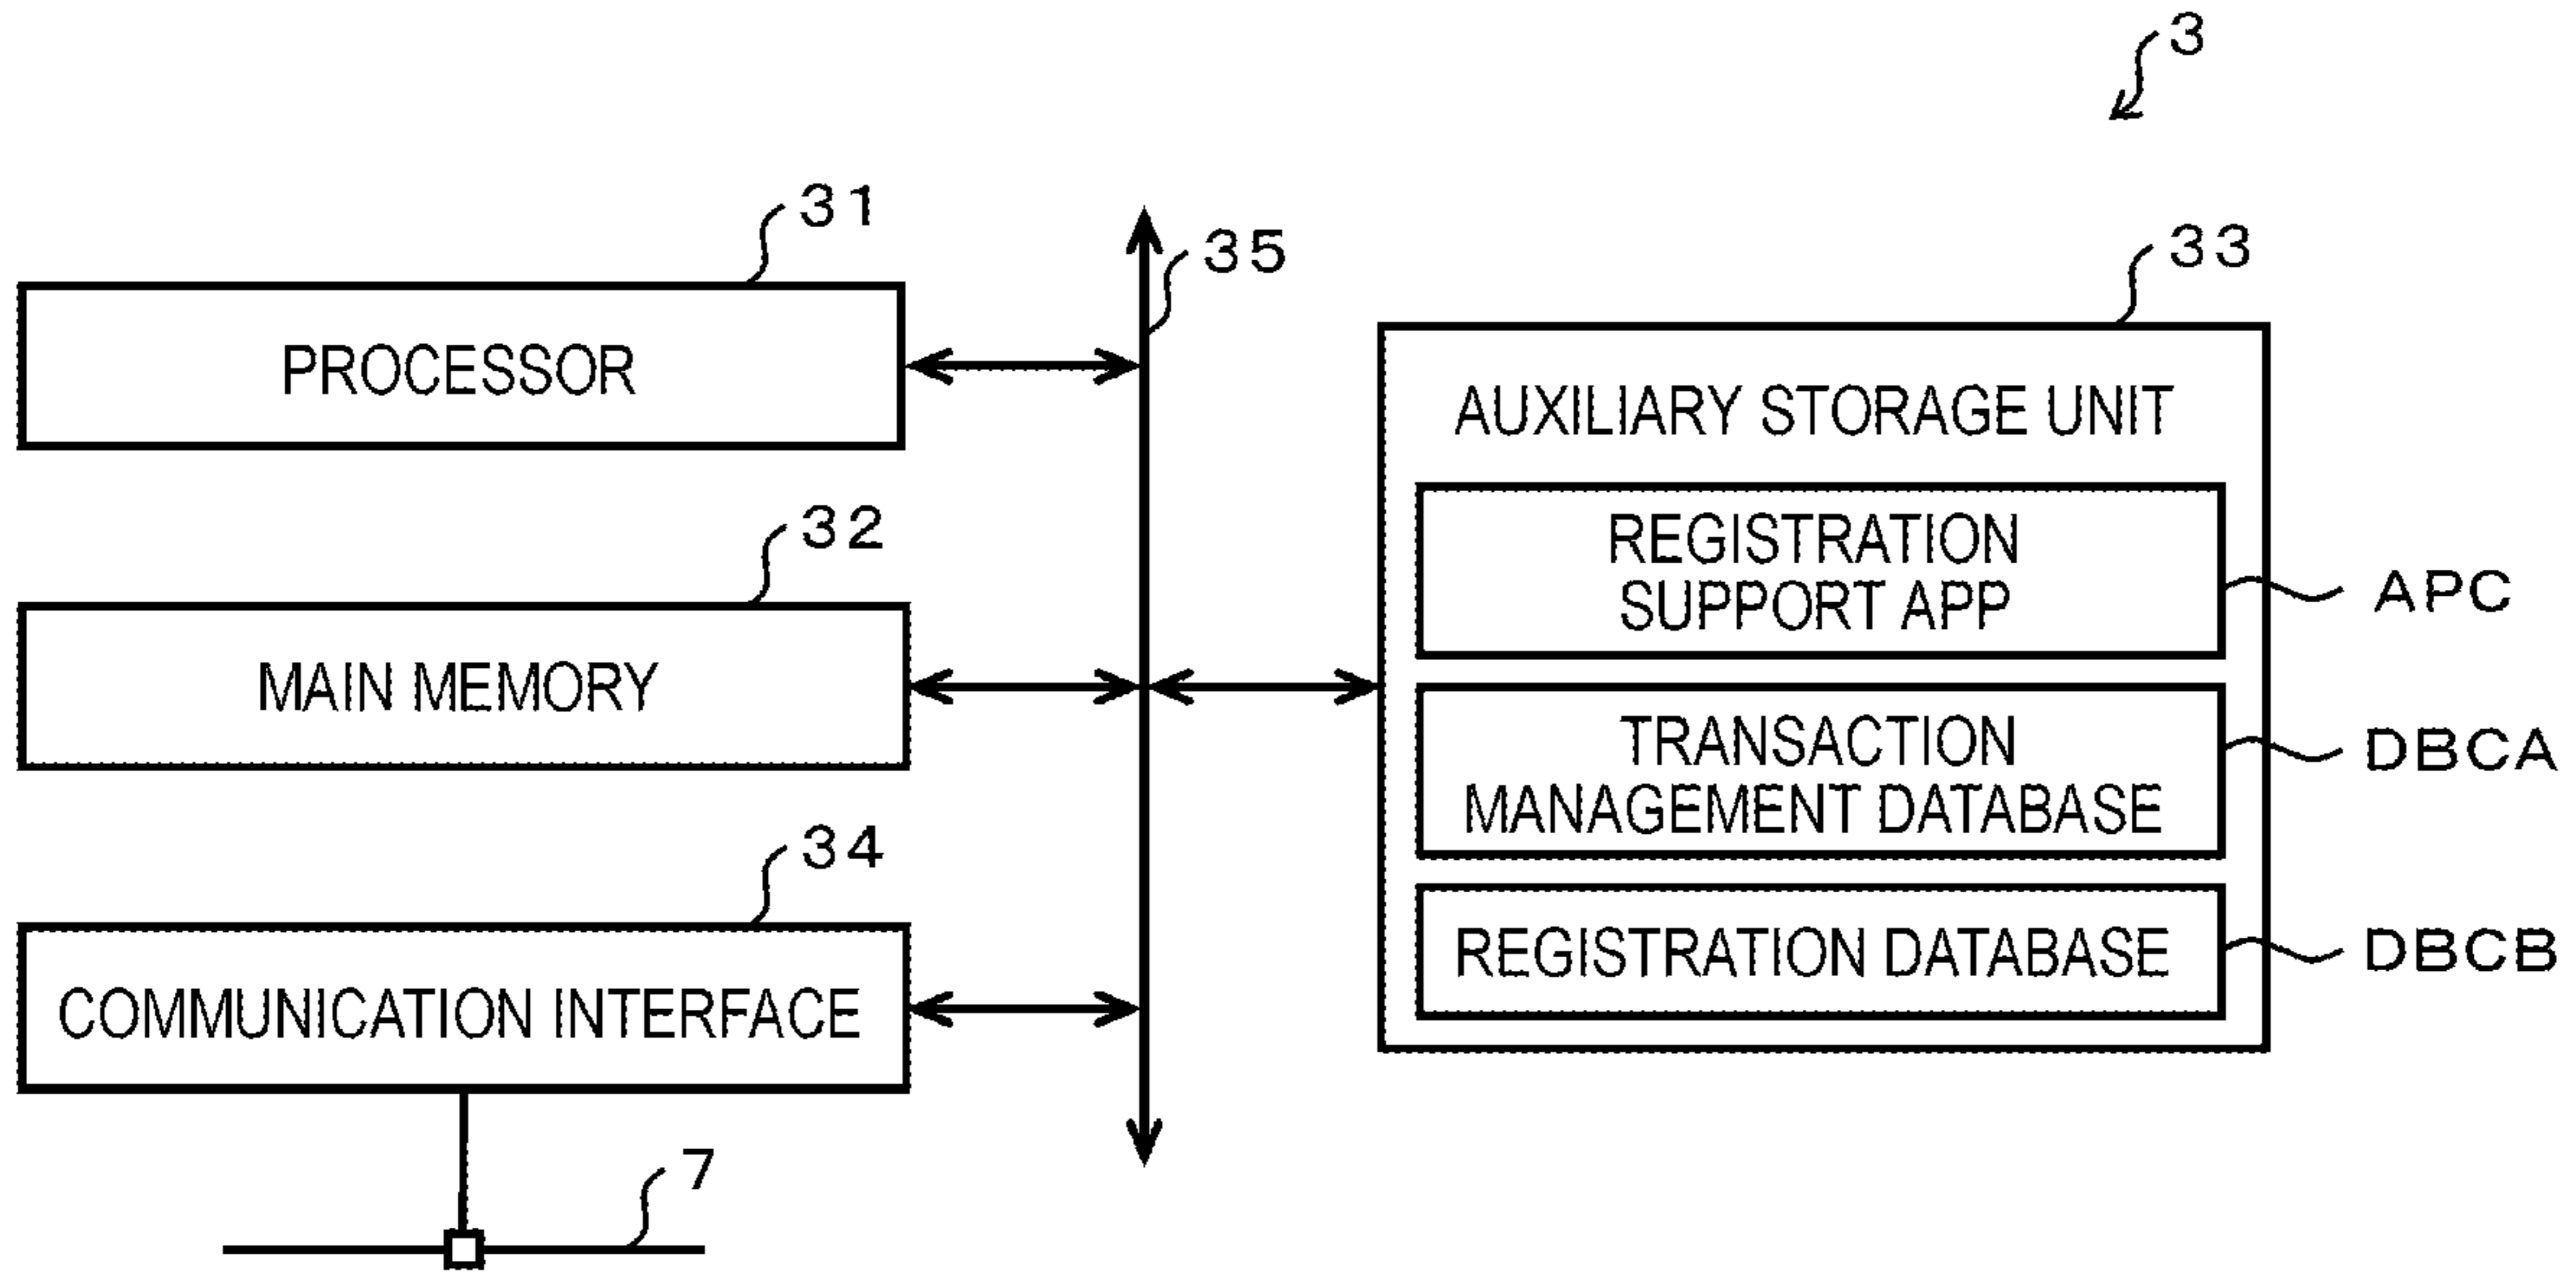 3
31
35
33
PROCESSOR
AUXILIARY STORAGE UNIT
32
REGISTRATION
SUPPORT APP
APC
MAIN MEMORY
TRANSACTION
MANAGEMENT DATABASE
DBCA
34
REGISTRATION DATABASE
DBCB
COMMUNICATION INTERFACE
7